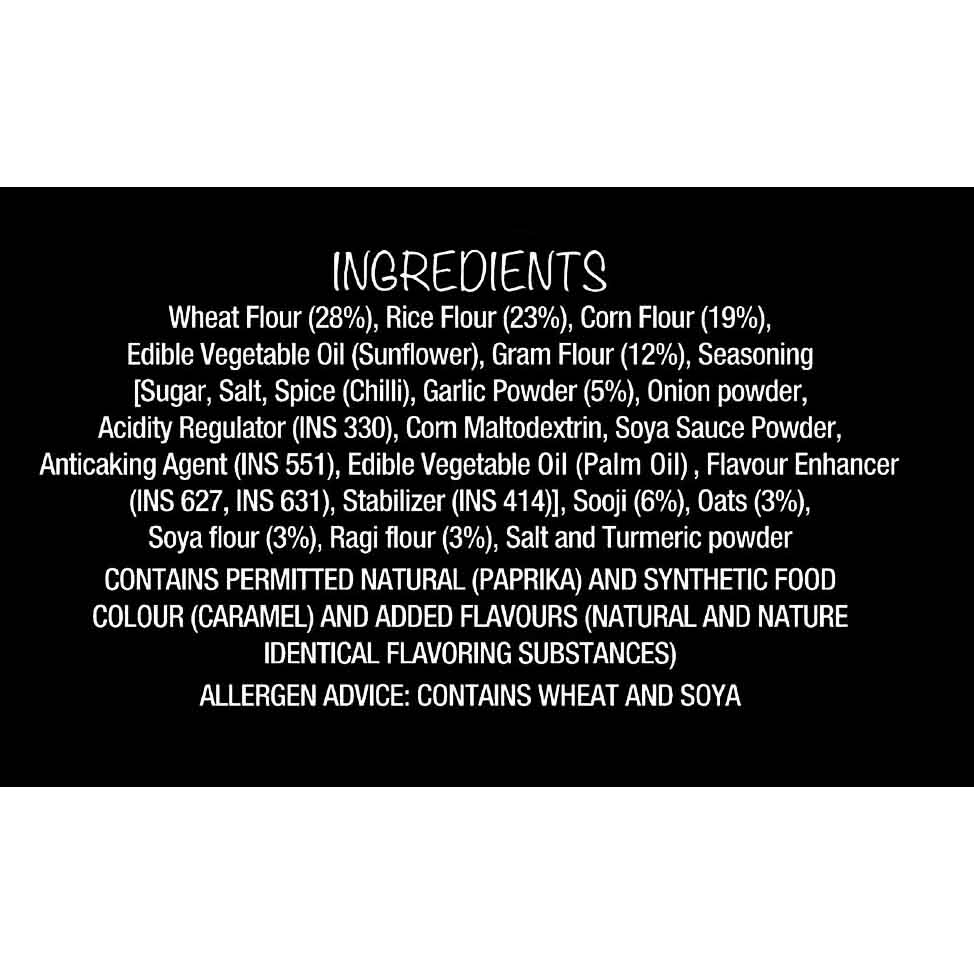 INGREDIENTS
Wheat Flour (28%), Rice Flour (23%), Corn Flour (19%),
Edible Vegetable Oil (Sunflower), Gram Flour (12%), Seasoning
[Sugar, Salt, Spice (Chilli), Garlic Powder (5%), Onion powder,
Acidity Regulator (INS 330), Corn Maltodextrin, Soya Sauce Powder,
Anticaking Agent (INS 551), Edible Vegetable Oil (Palm Oil) , Flavour Enhancer
(INS 627, INS 631), Stabilizer (INS 414)], Sooji (6%), Oats (3%),
Soya flour (3%), Ragi flour (3%), Salt and Turmeric powder
CONTAINS PERMITTED NATURAL (PAPRIKA) AND SYNTHETIC FOOD
COLOUR (CARAMEL) AND ADDED FLAVOURS (NATURAL AND NATURE
IDENTICAL FLAVORING SUBSTANCES)
ALLERGEN ADVICE: CONTAINS WHEAT AND SOYA